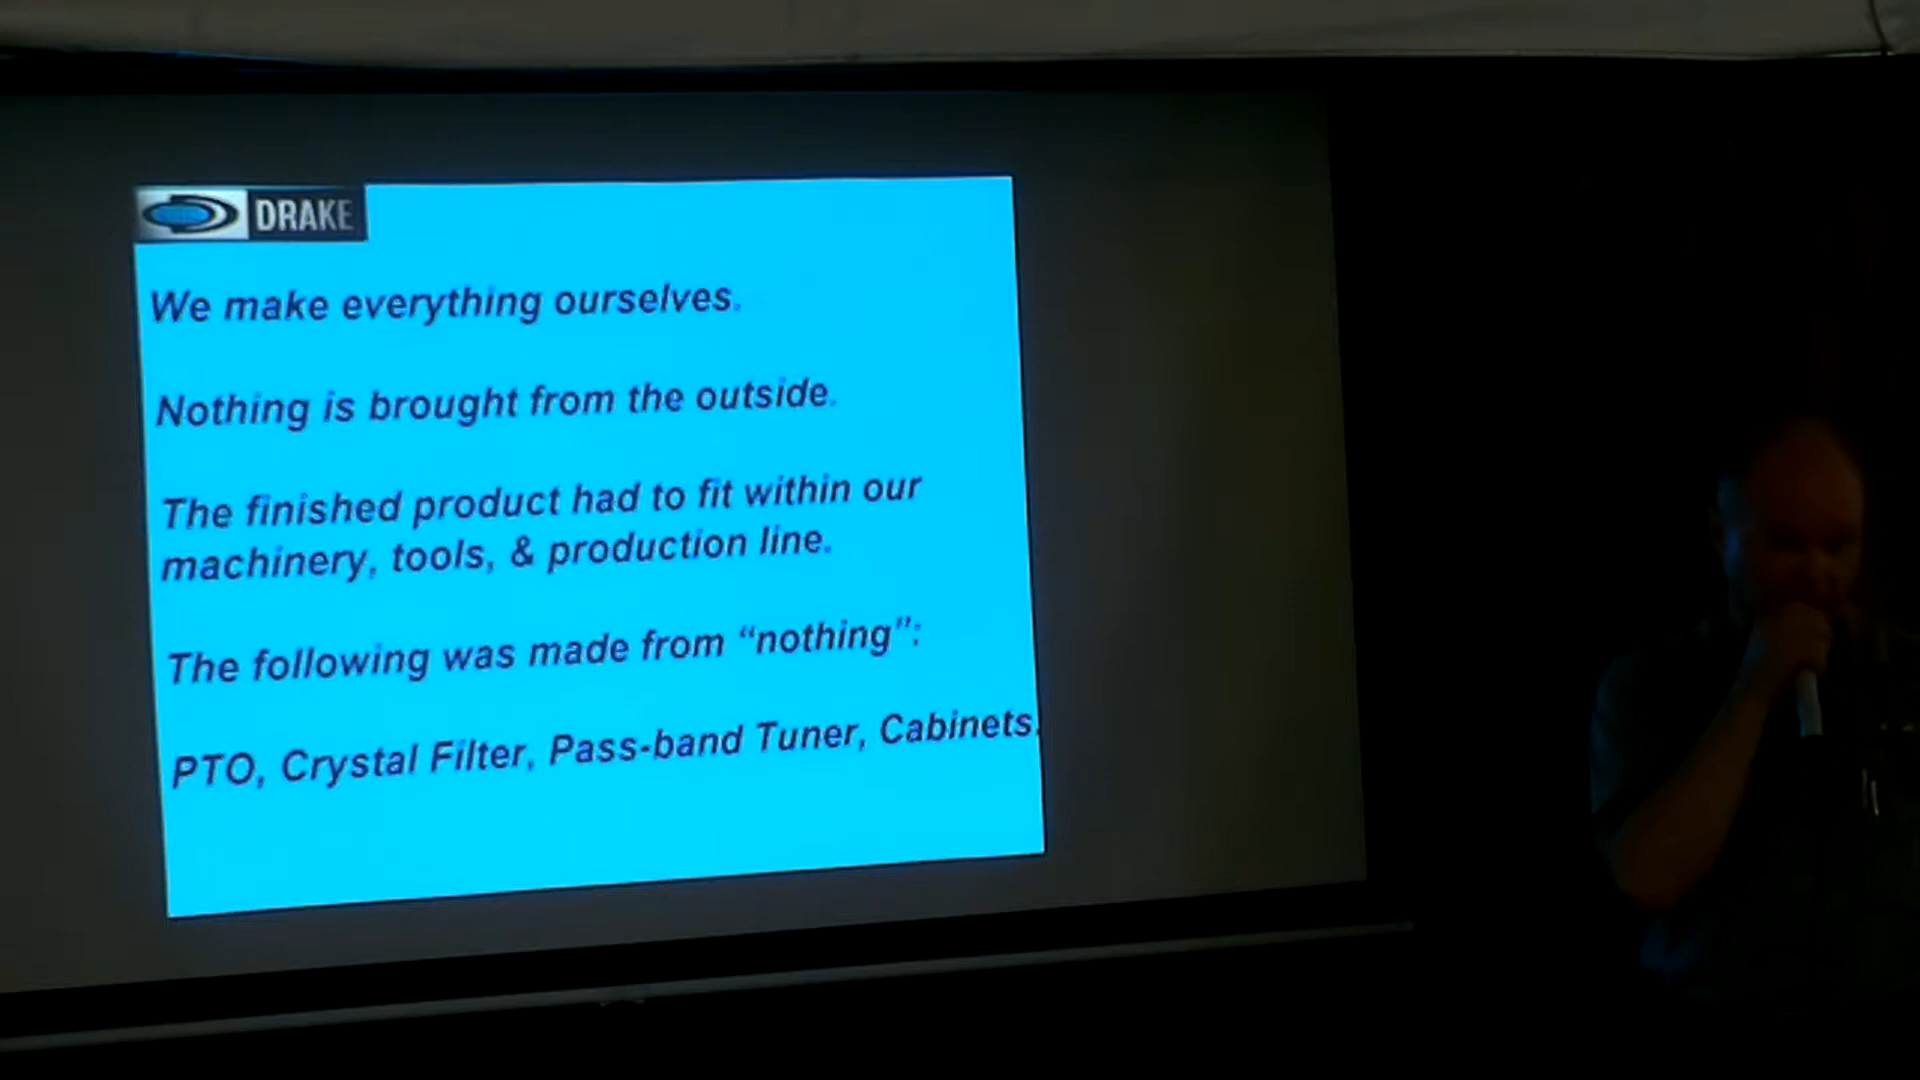 DRAKE
We make everything ourselves.
Nothing is brought from the outside.
The finished product had to fit within our
machinery, tools, & production line.
The following was made from “nothing”:
PTO, Crystal Filter, Pass-band Tuner, Cabinets.